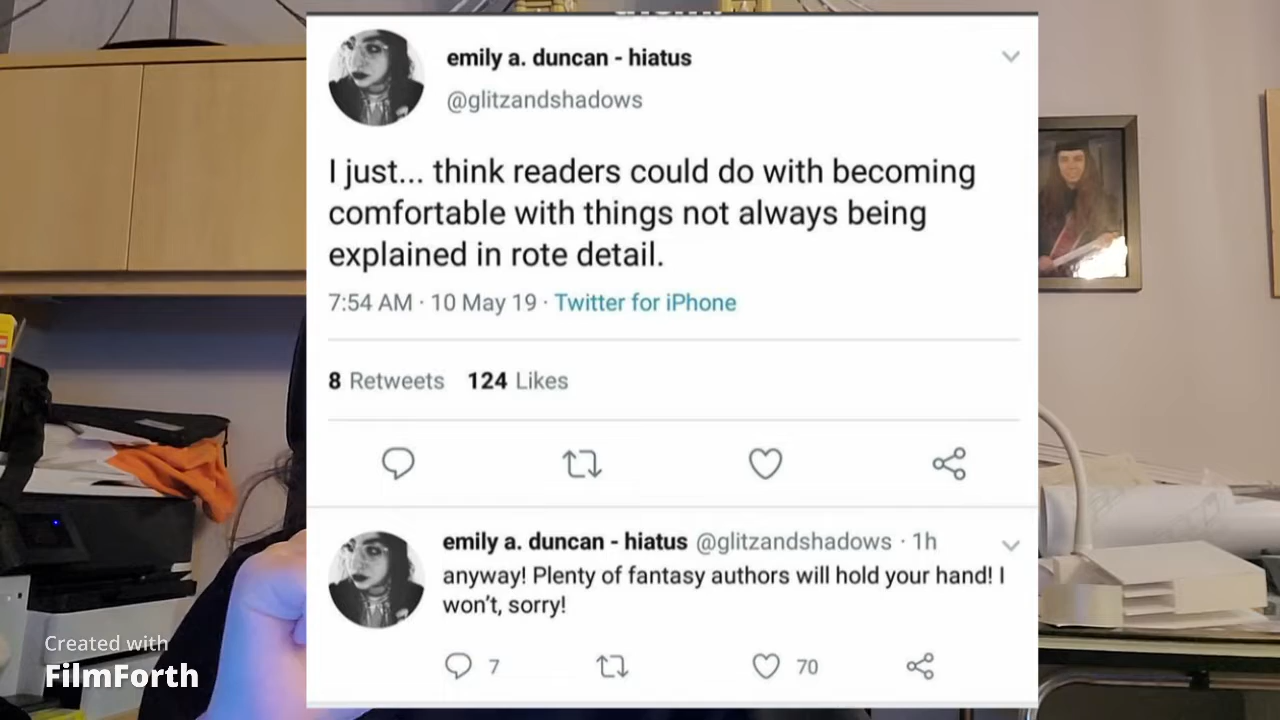 emily a. duncan - hiatus
@glitzandshadows
I just... think readers could do with becoming
comfortable with things not always being
explained in rote detail.
7:54 AM · 10 May 19 · Twitter for iPhone
8 Retweets 124 Likes
emily a. duncan - hiatus @glitzandshadows · 1h
anyway! Plenty of fantasy authors will hold your hand! I
won't, sorry!
7 70
Created with
FilmForth